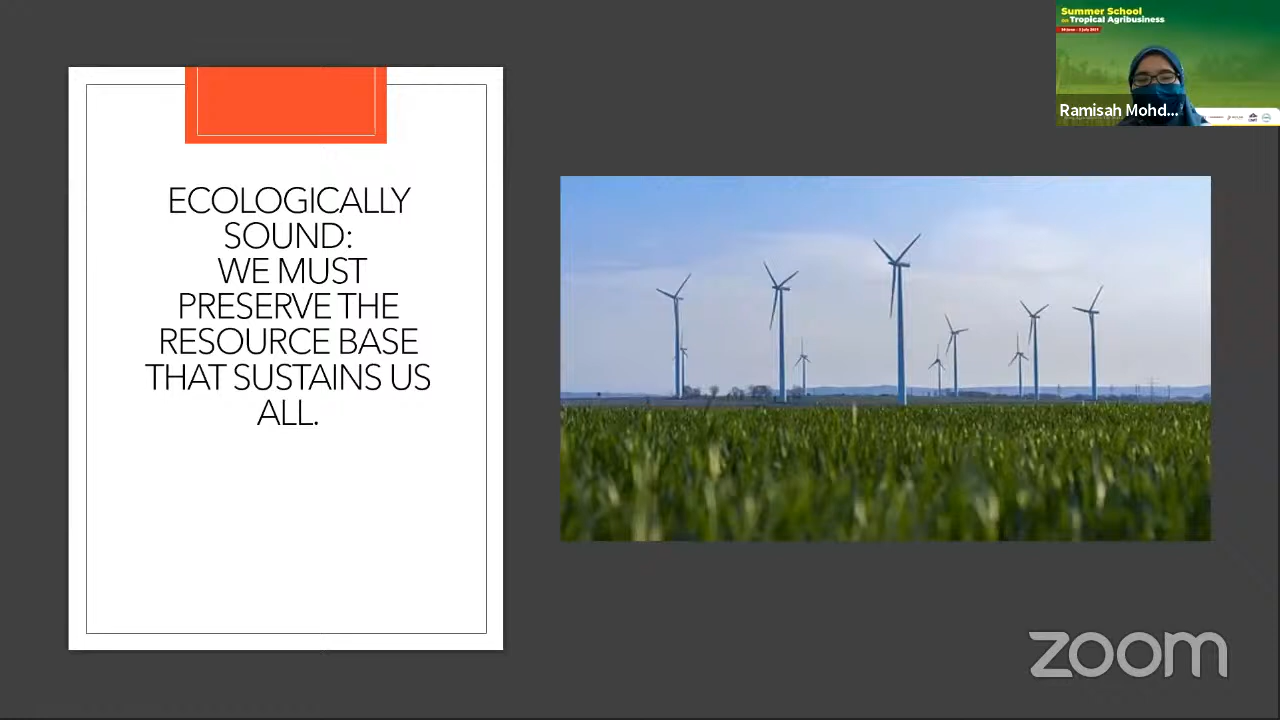 Summer School
on Tropical Agribusiness
Ramisah Mohd...
ECOLOGICALLY
SOUND:
WE MUST
PRESERVE THE
RESOURCE BASE
THAT SUSTAINS US
ALL.
zoom